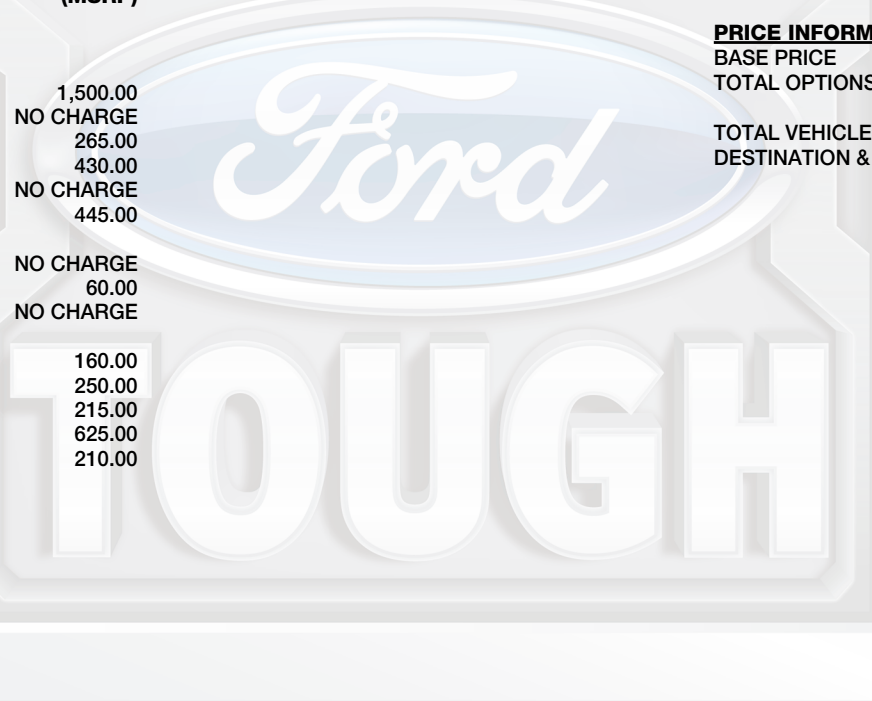 (MSRP)
1,500.00
NO CHARGE
265.00
430.00
NO CHARGE
445.00
NO CHARGE
60.00
NO CHARGE
160.00
250.00
215.00
625.00
210.00
PRICE INFORM
BASE PRICE
TOTAL OPTIONS
TOTAL VEHICLE
DESTINATION &
Ford
TOUGH